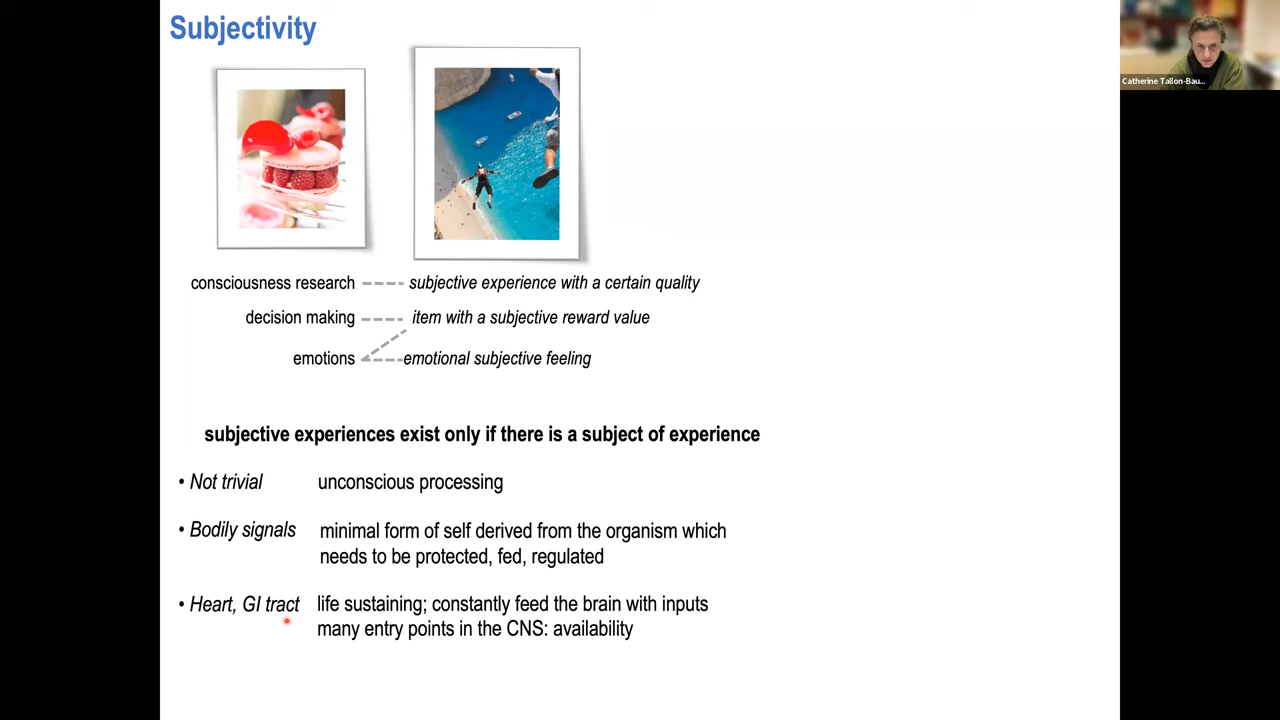 Subjectivity
Catherine Tallon-Bau...
consciousness research subjective experience with a certain quality
decision making item with a subjective reward value
emotions emotional subjective feeling
subjective experiences exist only if there is a subject of experience
• Not trivial unconscious processing
• Bodily signals minimal form of self derived from the organism which
needs to be protected, fed, regulated
• Heart, GI tract life sustaining; constantly feed the brain with inputs
many entry points in the CNS: availability